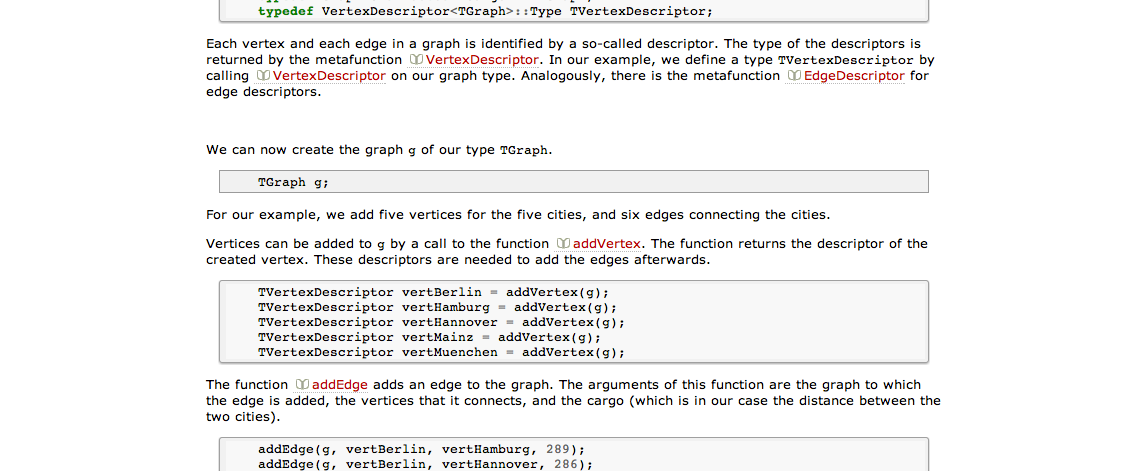 typedef VertexDescriptor<TGraph>::Type TVertexDescriptor;
Each vertex and each edge in a graph is identified by a so-called descriptor. The type of the descriptors is
returned by the metafunction VertexDescriptor. In our example, we define a type TVertexDescriptor by
calling VertexDescriptor on our graph type. Analogously, there is the metafunction EdgeDescriptor for
edge descriptors.
We can now create the graph g of our type TGraph.
TGraph g;
For our example, we add five vertices for the five cities, and six edges connecting the cities.
Vertices can be added to g by a call to the function addVertex. The function returns the descriptor of the
created vertex. These descriptors are needed to add the edges afterwards.
TVertexDescriptor vertBerlin = addVertex(g);
TVertexDescriptor vertHamburg = addVertex(g);
TVertexDescriptor vertHannover = addVertex(g);
TVertexDescriptor vertMainz = addVertex(g);
TVertexDescriptor vertMuenchen = addVertex(g);
The function addEdge adds an edge to the graph. The arguments of this function are the graph to which
the edge is added, the vertices that it connects, and the cargo (which is in our case the distance between the
two cities).
addEdge(g, vertBerlin, vertHamburg, 289);
addEdge(g, vertBerlin, vertHannover, 286);